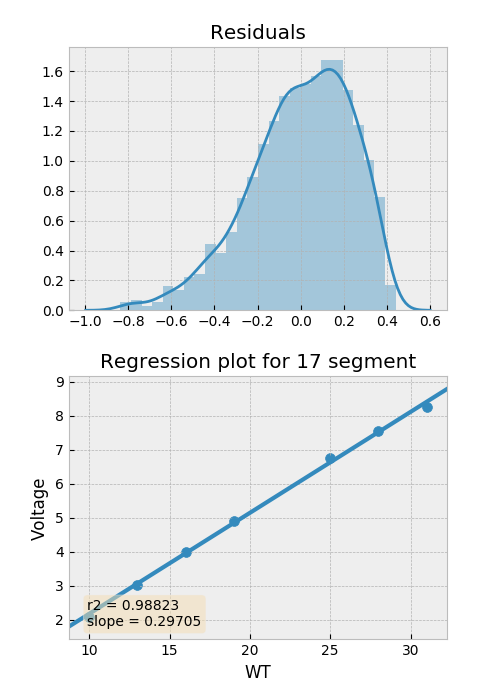 Residuals
1.6
1.4
1.2
1.0
0.8
0.6
0.4
0.2
0.0
−1.0 −0.8 −0.6 −0.4 −0.2 0.0 0.2 0.4 0.6
Regression plot for 17 segment
9
8
7
6
5
4
3
2
Voltage
r2 = 0.98823
slope = 0.29705
10 15 20 25 30
WT